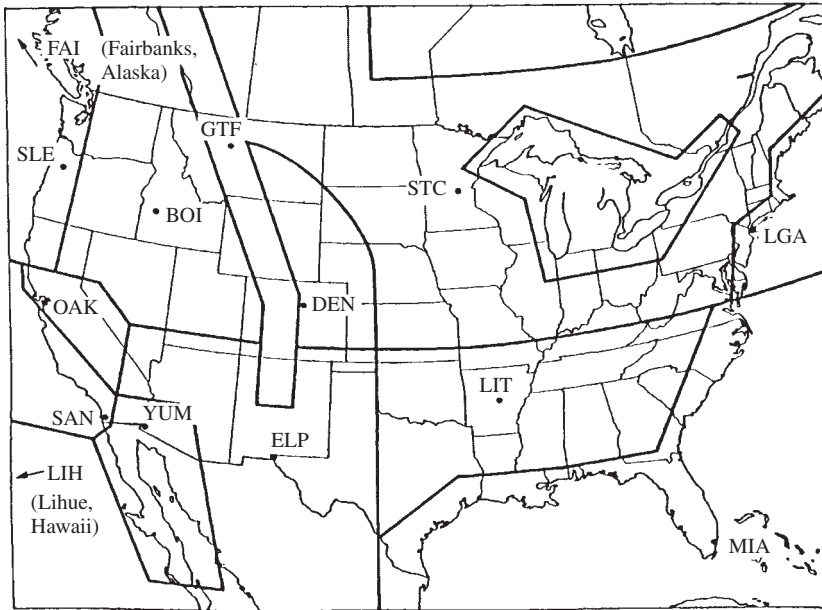 FAI (Fairbanks,
Alaska)
GTF
SLE
STC
BOI
LGA
OAK
DEN
LIT
SAN
YUM
ELP
LIH
(Lihue,
Hawaii)
MIA